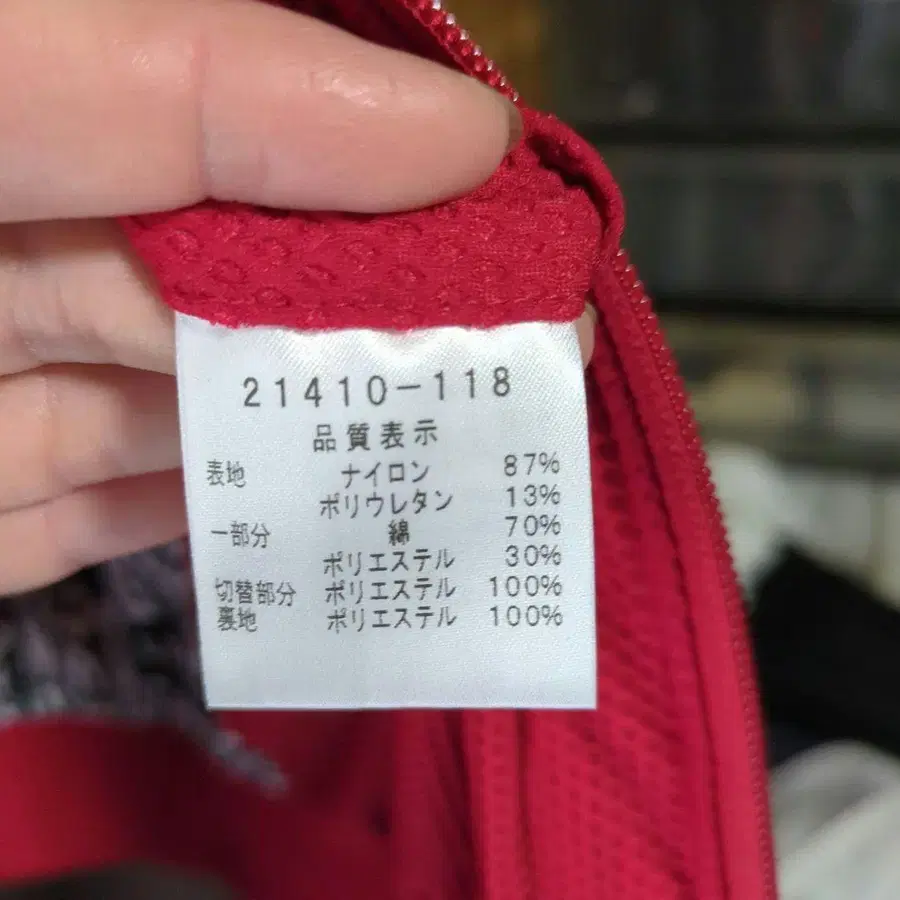 21410-118
品質表示
表地 ナイロン 87%
ポリウレタン 13%
一部分 綿 70%
ポリエステル 30%
切替部分 ポリエステル 100%
裏地 ポリエステル 100%